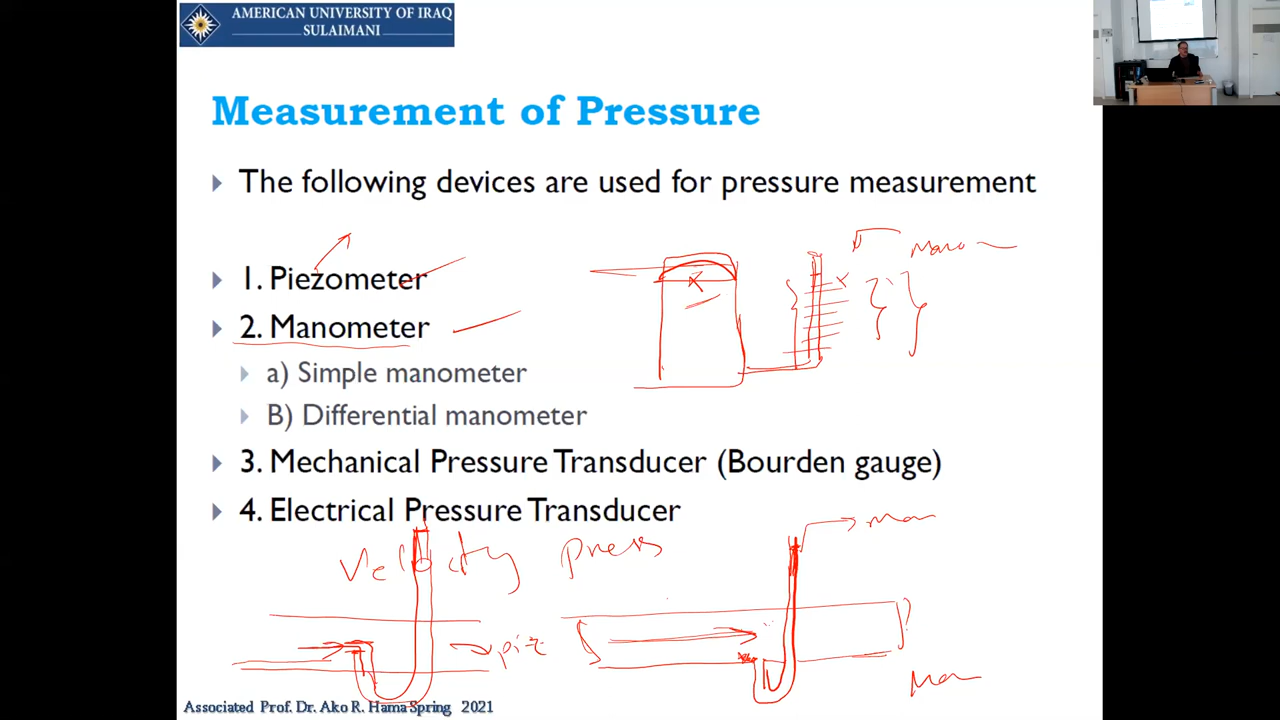 AMERICAN UNIVERSITY OF IRAQ
SULAIMANI
Measurement of Pressure
The following devices are used for pressure measurement
1. Piezometer
2. Manometer
Mano
a) Simple manometer
B) Differential manometer
3. Mechanical Pressure Transducer (Bourden gauge)
4. Electrical Pressure Transducer
Velocity press
Associated Prof. Dr. Ako R. Hama Spring 2021